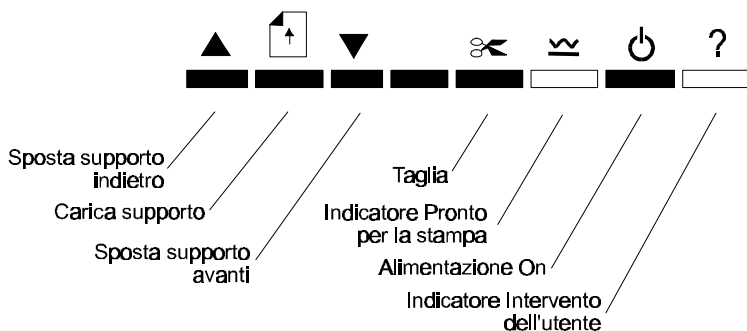 ?
Sposta supporto
indietro
Carica supporto
Sposta supporto
avanti
Taglia
Indicatore Pronto
per la stampa
Alimentazione On
Indicatore Intervento
dell'utente